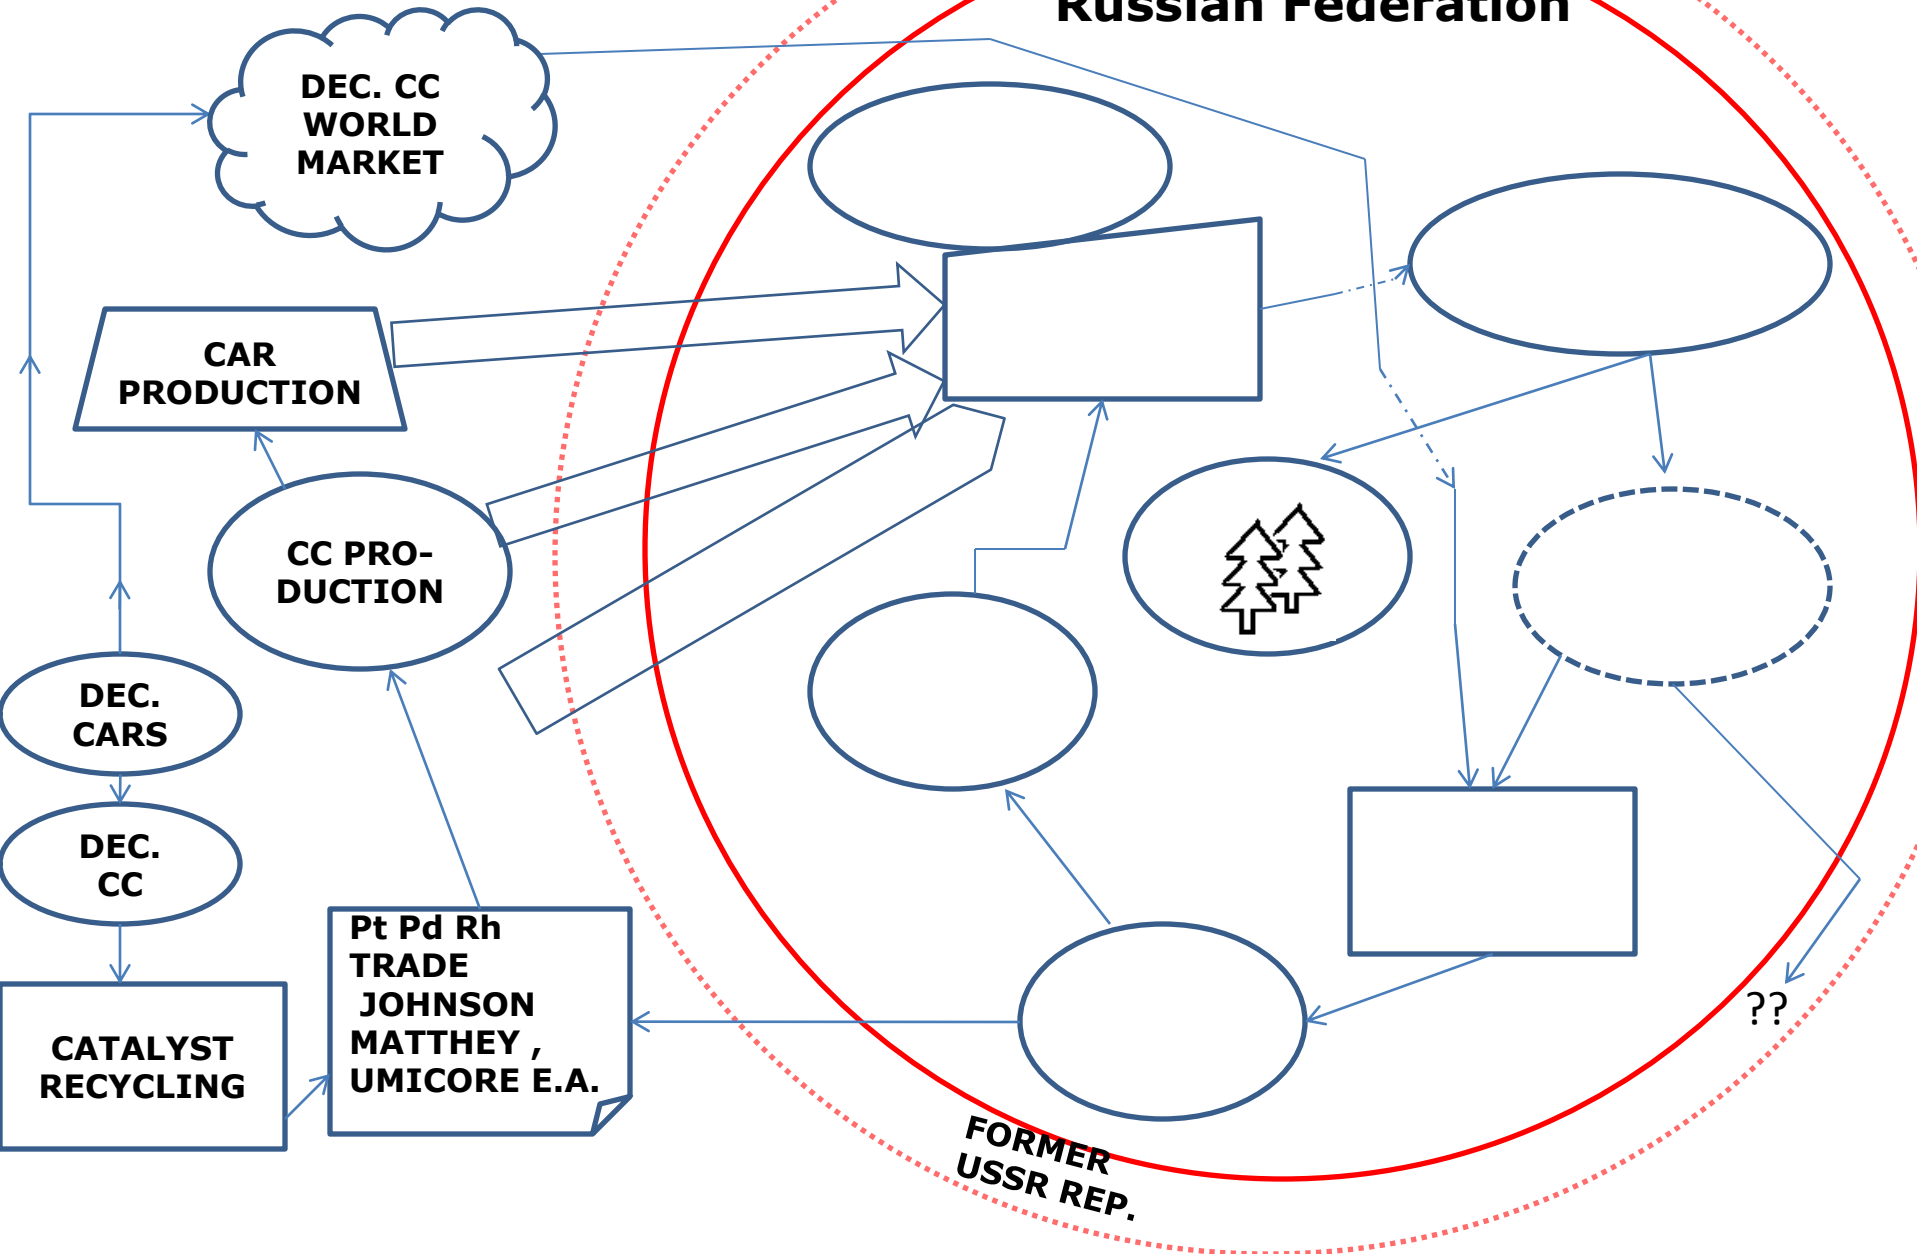 Russian Federation
DEC. CC
WORLD
MARKET
CAR
PRODUCTION
CC PRO-
DUCTION
DEC.
CARS
DEC.
CC
CATALYST
RECYCLING
Pt Pd Rh
TRADE
JOHNSON
MATTHEY ,
UMICORE E.A.
??
FORMER
USSR REP.